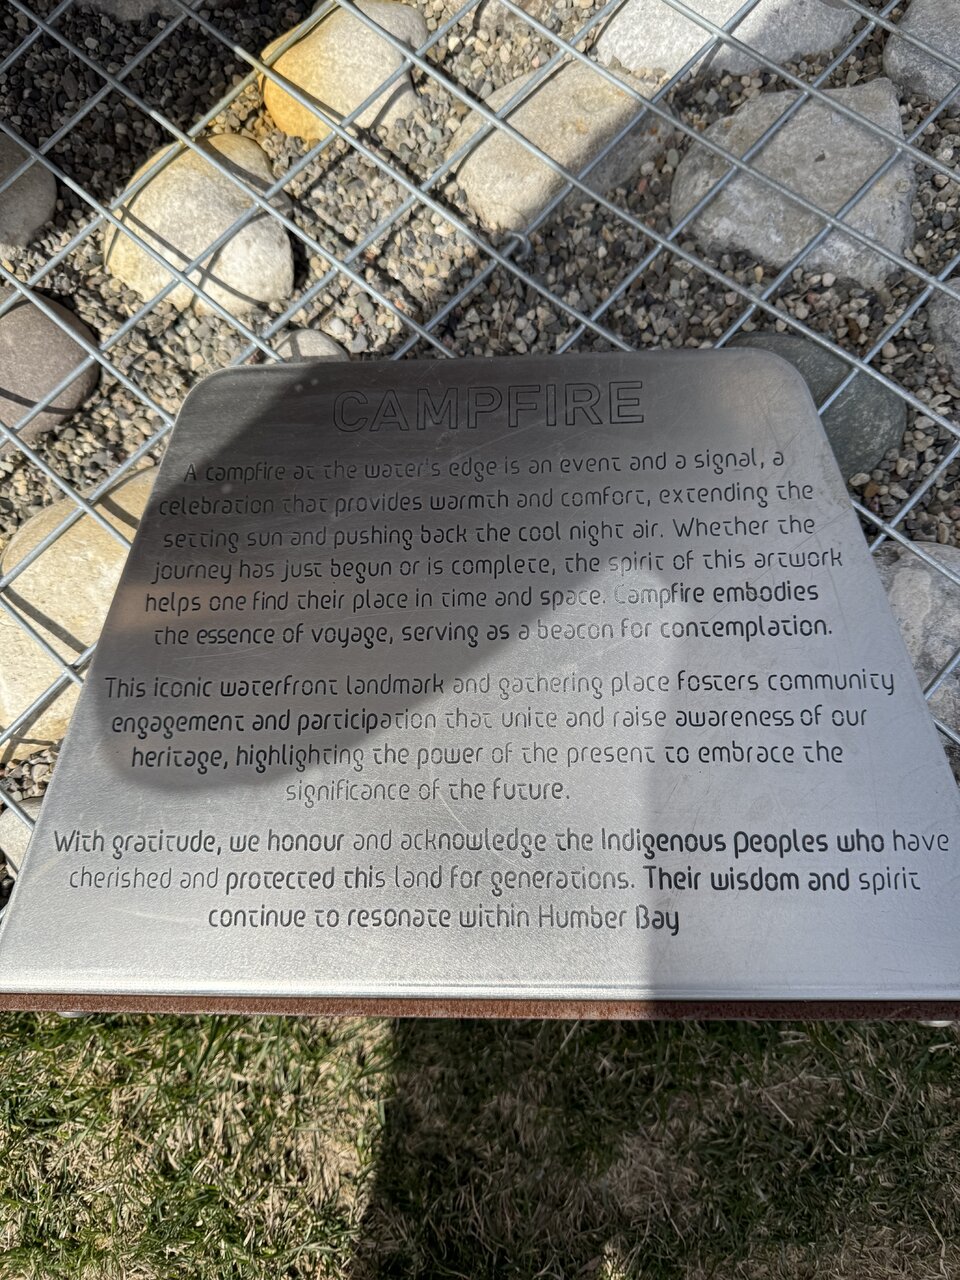 CAMPFIRE
A campfire at the water's edge is an event and a signal, a
celebration that provides warmth and comfort, extending the
setting sun and pushing back the cool night air. Whether the
journey has just begun or is complete, the spirit of this artwork
helps one find their place in time and space. Campfire embodies
the essence of voyage, serving as a beacon for contemplation.
This iconic waterfront landmark and gathering place fosters community
engagement and participation that unite and raise awareness of our
heritage, highlighting the power of the present to embrace the
significance of the future.
With gratitude, we honour and acknowledge the Indigenous Peoples who have
cherished and protected this land for generations. Their wisdom and spirit
continue to resonate within Humber Bay